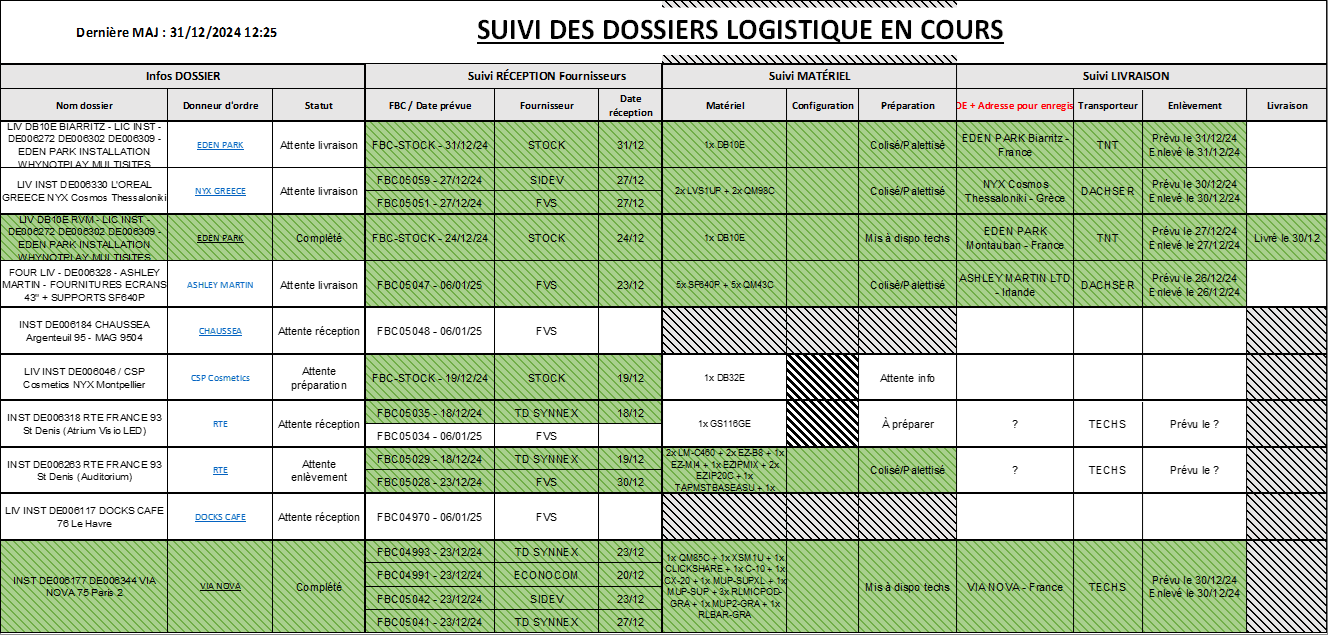 Dernière MAJ : 31/12/2024 12:25
SUIVI DES DOSSIERS LOGISTIQUE EN COURS
Infos DOSSIER
Suivi RÉCEPTION Fournisseurs
Suivi MATÉRIEL
Suivi LIVRAISON
Nom dossier
Donneur d'ordre
Statut
FBC / Date prévue
Fournisseur
Date
réception
Matériel
Configuration
Préparation
DE + Adresse pour enregis
Transporteur
Enlèvement
Livraison
LIV DB10E BIARRITZ - LIC INST -
DE006272 DE006302 DE006309 -
EDEN PARK INSTALLATION
WHYNOTPLAY MULTISITES
EDEN PARK
Attente livraison
FBC-STOCK - 31/12/24
STOCK
31/12
1x DB10E
Colisé/Palettisé
EDEN PARK Biarritz -
France
TNT
Prévu le 31/12/24
Enlevé le 31/12/24
LIV INST DE006330 L'OREAL
GREECE NYX Cosmos Thessaloniki
NYX GREECE
Attente livraison
FBC05059 - 27/12/24
SIDEV
27/12
FBC05051 - 27/12/24
FVS
27/12
2x LVS1UP + 2x QM98C
Colisé/Palettisé
NYX Cosmos
Thessaloniki - Grèce
DACHSER
Prévu le 30/12/24
Enlevé le 30/12/24
LIV DB10E RVM - LIC INST -
DE006272 DE006302 DE006309 -
EDEN PARK INSTALLATION
WHYNOTPLAY MULTISITES
EDEN PARK
Complété
FBC-STOCK - 24/12/24
STOCK
24/12
1x DB10E
Mis à dispo techs
EDEN PARK
Montauban - France
TNT
Prévu le 27/12/24
Enlevé le 27/12/24
Livré le 30/12
FOUR LIV - DE006328 - ASHLEY
MARTIN - FOURNITURES ECRANS
43" + SUPPORTS SF640P
ASHLEY MARTIN
Attente livraison
FBC05047 - 06/01/25
FVS
23/12
5x SF640P + 5x QM43C
Colisé/Palettisé
ASHLEY MARTIN LTD
- Irlande
DACHSER
Prévu le 26/12/24
Enlevé le 26/12/24
INST DE006184 CHAUSSEA
Argenteuil 95 - MAG 9504
CHAUSSEA
Attente réception
FBC05048 - 06/01/25
FVS
LIV INST DE006046 / CSP
Cosmetics NYX Montpellier
CSP Cosmetics
Attente
préparation
FBC-STOCK - 19/12/24
STOCK
19/12
1x DB32E
Attente info
INST DE006318 RTE FRANCE 93
St Denis (Atrium Visio LED)
RTE
Attente réception
FBC05035 - 18/12/24
TD SYNNEX
18/12
FBC05034 - 06/01/25
FVS
1x GS116GE
À préparer
?
TECHS
Prévu le ?
INST DE006263 RTE FRANCE 93
St Denis (Auditorium)
RTE
Attente
enlèvement
FBC05029 - 18/12/24
TD SYNNEX
19/12
FBC05028 - 23/12/24
FVS
30/12
2x LM-C460 + 2x EZ-B8 + 1x
EZ-MI4 + 1x EZIPMIX + 2x
EZIP20C + 1x
TAPMSTBASEASU + 1x
Colisé/Palettisé
?
TECHS
Prévu le ?
LIV INST DE006117 DOCKS CAFE
76 Le Havre
DOCKS CAFE
Attente réception
FBC04970 - 06/01/25
FVS
INST DE006177 DE006344 VIA
NOVA 75 Paris 2
VIA NOVA
Complété
FBC04993 - 23/12/24
TD SYNNEX
23/12
FBC04991 - 23/12/24
ECONOCOM
20/12
FBC05042 - 23/12/24
SIDEV
23/12
FBC05041 - 23/12/24
TD SYNNEX
27/12
1x QM85C + 1x XSM1U + 1x
CLICKSHARE + 1x C-10 + 1x
CX-20 + 1x MUP-SUPXL + 1x
MUP-SUP + 3x RLMICPOD-
GRA + 1x MUP2-GRA + 1x
RLBAR-GRA
Mis à dispo techs
VIA NOVA - France
TECHS
Prévu le 30/12/24
Enlevé le 30/12/24